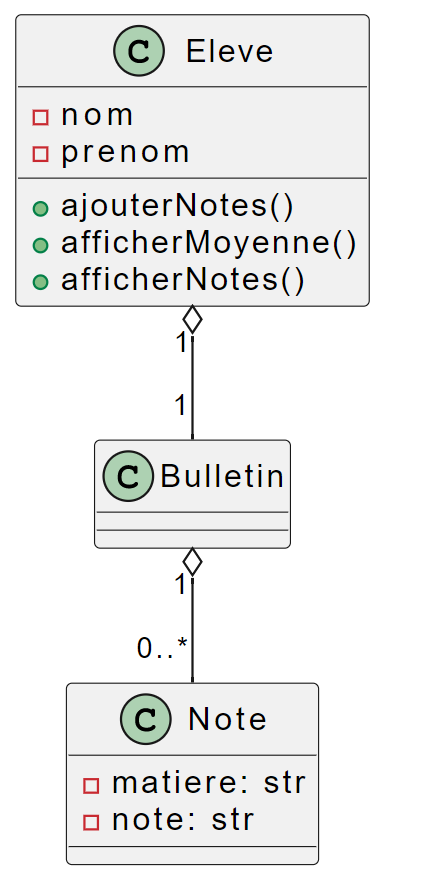 C Eleve
nom
prenom
ajouterNotes()
afficherMoyenne()
afficherNotes()
1
1
C Bulletin
1
0..*
C Note
matiere: str
note: str